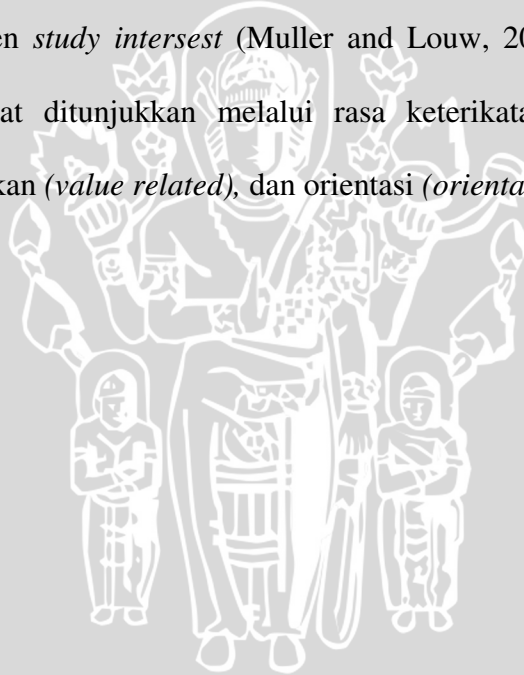 en study intersest (Muller and Louw, 20
at ditunjukkan melalui rasa keterikata
kan (value related), dan orientasi (orienta